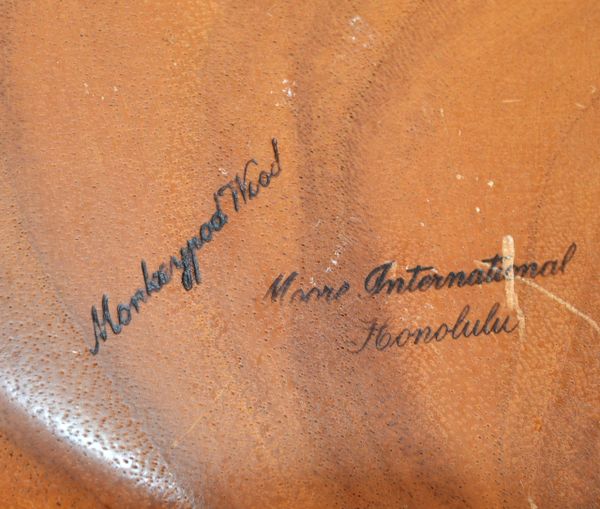 Monkeypod Wood
Moore International
Honolulu